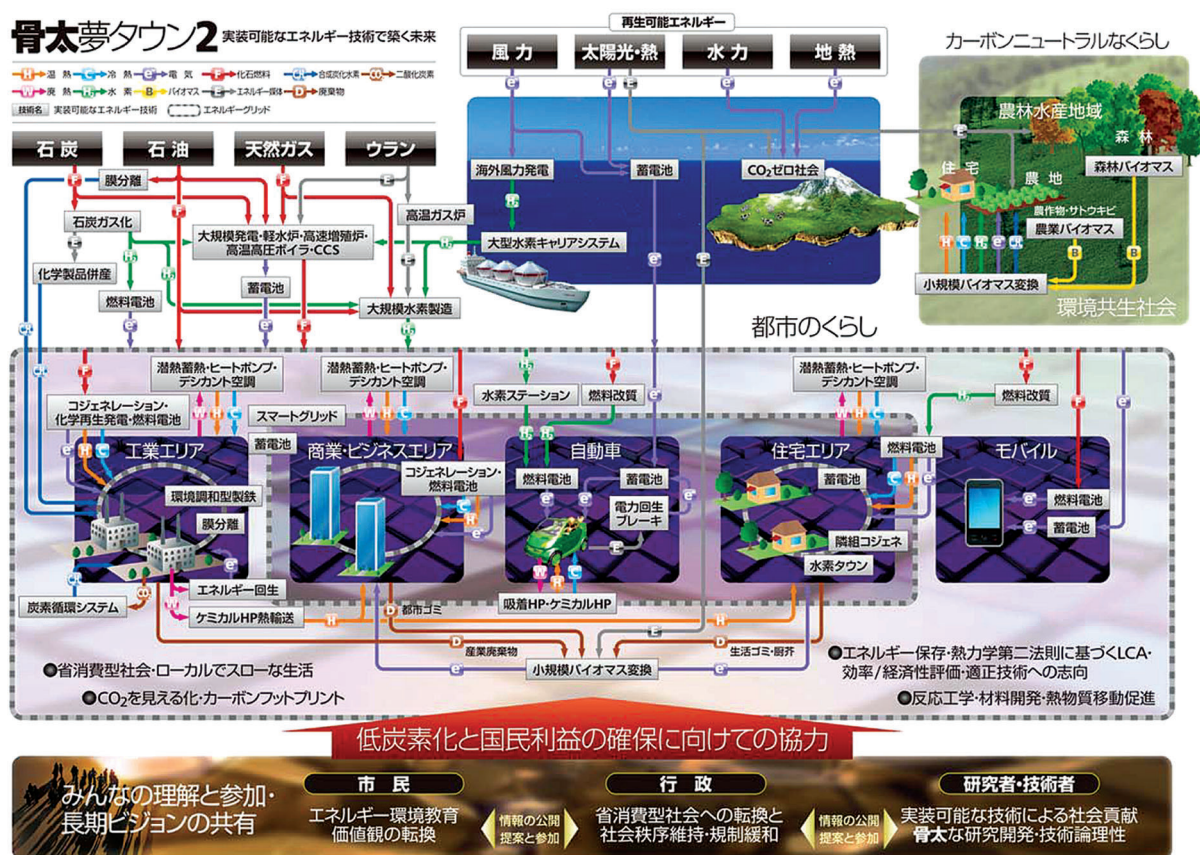 骨太夢タウン2 実装可能なエネルギー技術で築く未来
H 温熱 C 冷熱 e⁻ 電気 F 化石燃料 CR 合成炭化水素 CO 二酸化炭素
W 廃熱 H₂ 水素 B バイオマス E エネルギー媒体 D 廃棄物
技術名 実装可能なエネルギー技術 エネルギーグリッド
再生可能エネルギー
風力 太陽光・熱 水力 地熱
カーボンニュートラルなくらし
農林水産地域
森林
森林バイオマス
住宅
農地
農作物・サトウキビ
農業バイオマス
小規模バイオマス変換
環境共生社会
石炭 石油 天然ガス ウラン
膜分離
石炭ガス化
高温ガス炉
大規模発電・軽水炉・高速増殖炉・
高温高圧ボイラ・CCS
化学製品併産
蓄電池
燃料電池
大規模水素製造
海外風力発電
蓄電池
CO₂ゼロ社会
大型水素キャリアシステム
都市のくらし
潜熱蓄熱・ヒートポンプ・
デシカント空調
潜熱蓄熱・ヒートポンプ・
デシカント空調
水素ステーション
燃料改質
潜熱蓄熱・ヒートポンプ・
デシカント空調
燃料改質
コジェネレーション・
化学再生発電・燃料電池
スマートグリッド
蓄電池
工業エリア
環境調和型製鉄
膜分離
商業・ビジネスエリア
コジェネレーション・
燃料電池
自動車
燃料電池
蓄電池
電力回生
ブレーキ
住宅エリア
燃料電池
蓄電池
隣組コジェネ
水素タウン
モバイル
燃料電池
蓄電池
炭素循環システム
エネルギー回生
ケミカルHP熱輸送
吸着HP・ケミカルHP
都市ゴミ
産業廃棄物
小規模バイオマス変換
生活ゴミ・厨芥
●省消費型社会・ローカルでスローな生活
●CO₂を見える化・カーボンフットプリント
●エネルギー保存・熱力学第二法則に基づくLCA・
効率/経済性評価・適正技術への志向
●反応工学・材料開発・熱物質移動促進
低炭素化と国民利益の確保に向けての協力
みんなの理解と参加・
長期ビジョンの共有
市民
エネルギー環境教育
価値観の転換
情報の公開
提案と参加
行政
省消費型社会への転換と
社会秩序維持・規制緩和
情報の公開
提案と参加
研究者・技術者
実装可能な技術による社会貢献
骨太な研究開発・技術論理性